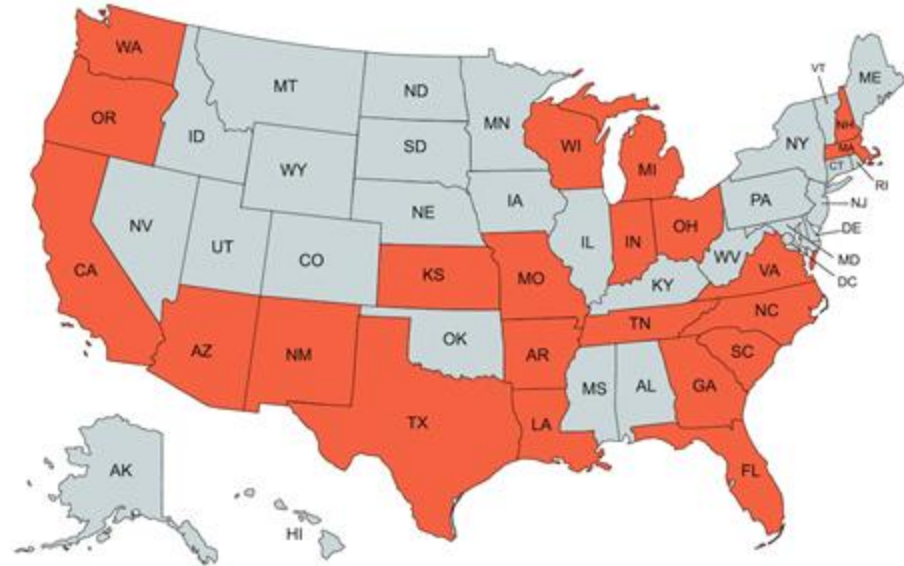 WA
MT
ND
MN
VT
ME
OR
ID
SD
WI
NY
NH
MA
WY
MI
CT
RI
IA
PA
NJ
NV
NE
IL
IN
OH
DE
UT
CO
WV
MD
CA
KS
MO
KY
VA
DC
NC
TN
AZ
NM
OK
AR
SC
MS
AL
GA
TX
LA
AK
FL
HI